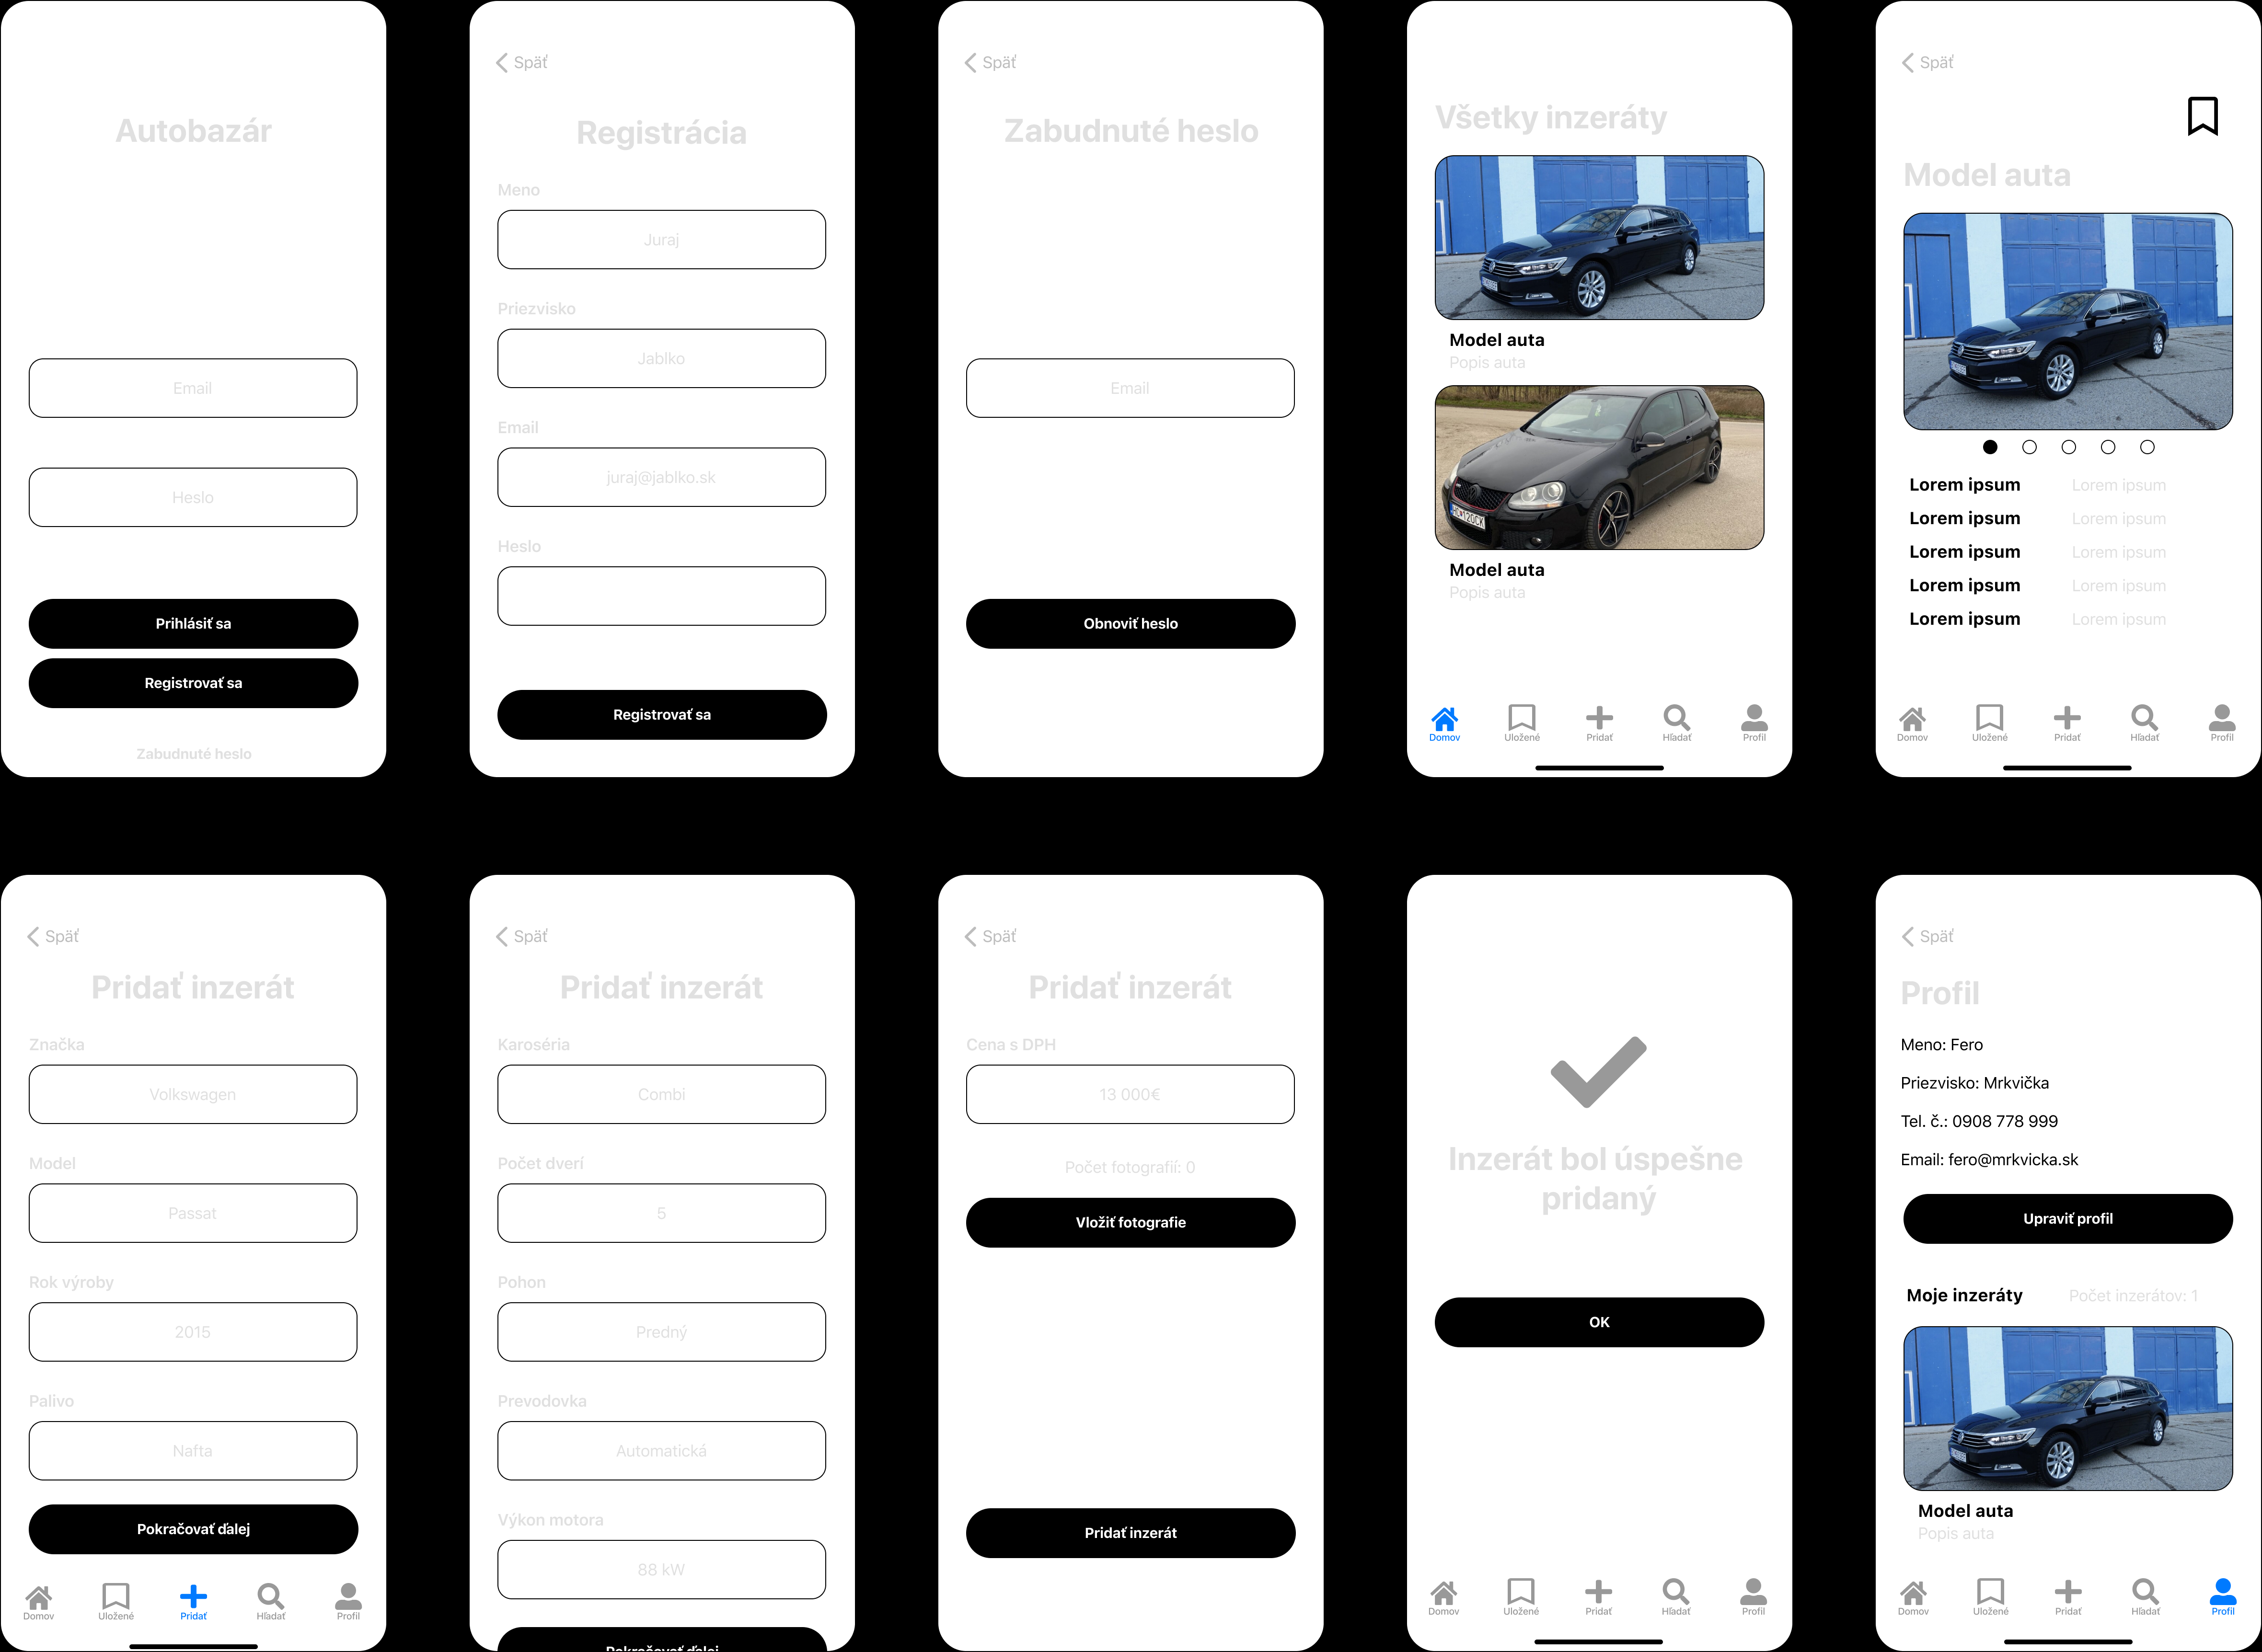 Autobazár
Email
Heslo
Prihlásiť sa
Registrovať sa
Zabudnuté heslo
Späť
Registrácia
Meno
Juraj
Priezvisko
Jablko
Email
juraj@jablko.sk
Heslo
Registrovať sa
Späť
Zabudnuté heslo
Email
Obnoviť heslo
Všetky inzeráty
Model auta
Popis auta
Model auta
Popis auta
Domov
Uložené
Pridať
Hľadať
Profil
Späť
Model auta
Lorem ipsum Lorem ipsum
Lorem ipsum Lorem ipsum
Lorem ipsum Lorem ipsum
Lorem ipsum Lorem ipsum
Lorem ipsum Lorem ipsum
Domov
Uložené
Pridať
Hľadať
Profil
Späť
Pridať inzerát
Značka
Volkswagen
Model
Passat
Rok výroby
2015
Palivo
Nafta
Pokračovať ďalej
Domov
Uložené
Pridať
Hľadať
Profil
Späť
Pridať inzerát
Karoséria
Combi
Počet dverí
5
Pohon
Predný
Prevodovka
Automatická
Výkon motora
88 kW
Pokračovať ďalej
Späť
Pridať inzerát
Cena s DPH
13 000€
Počet fotografií: 0
Vložiť fotografie
Pridať inzerát
Inzerát bol úspešne
pridaný
OK
Domov
Uložené
Pridať
Hľadať
Profil
Späť
Profil
Meno: Fero
Priezvisko: Mrkvička
Tel. č.: 0908 778 999
Email: fero@mrkvicka.sk
Upraviť profil
Moje inzeráty Počet inzerátov: 1
Model auta
Popis auta
Domov
Uložené
Pridať
Hľadať
Profil